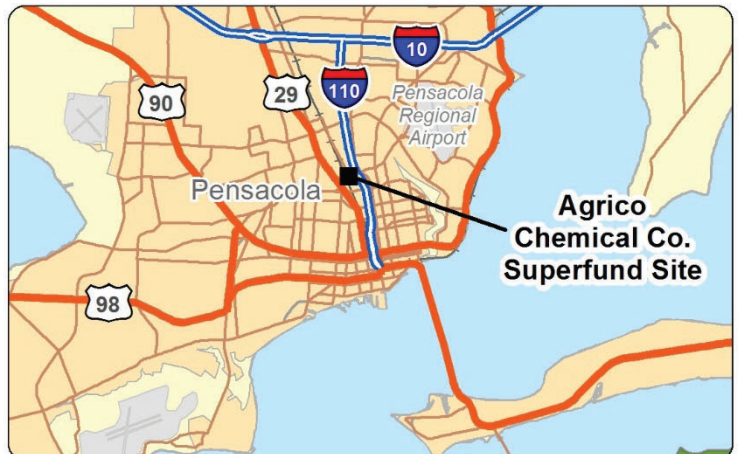 10
110
90
29
Pensacola
Regional
Airport
Pensacola
Agrico
Chemical Co.
Superfund Site
98